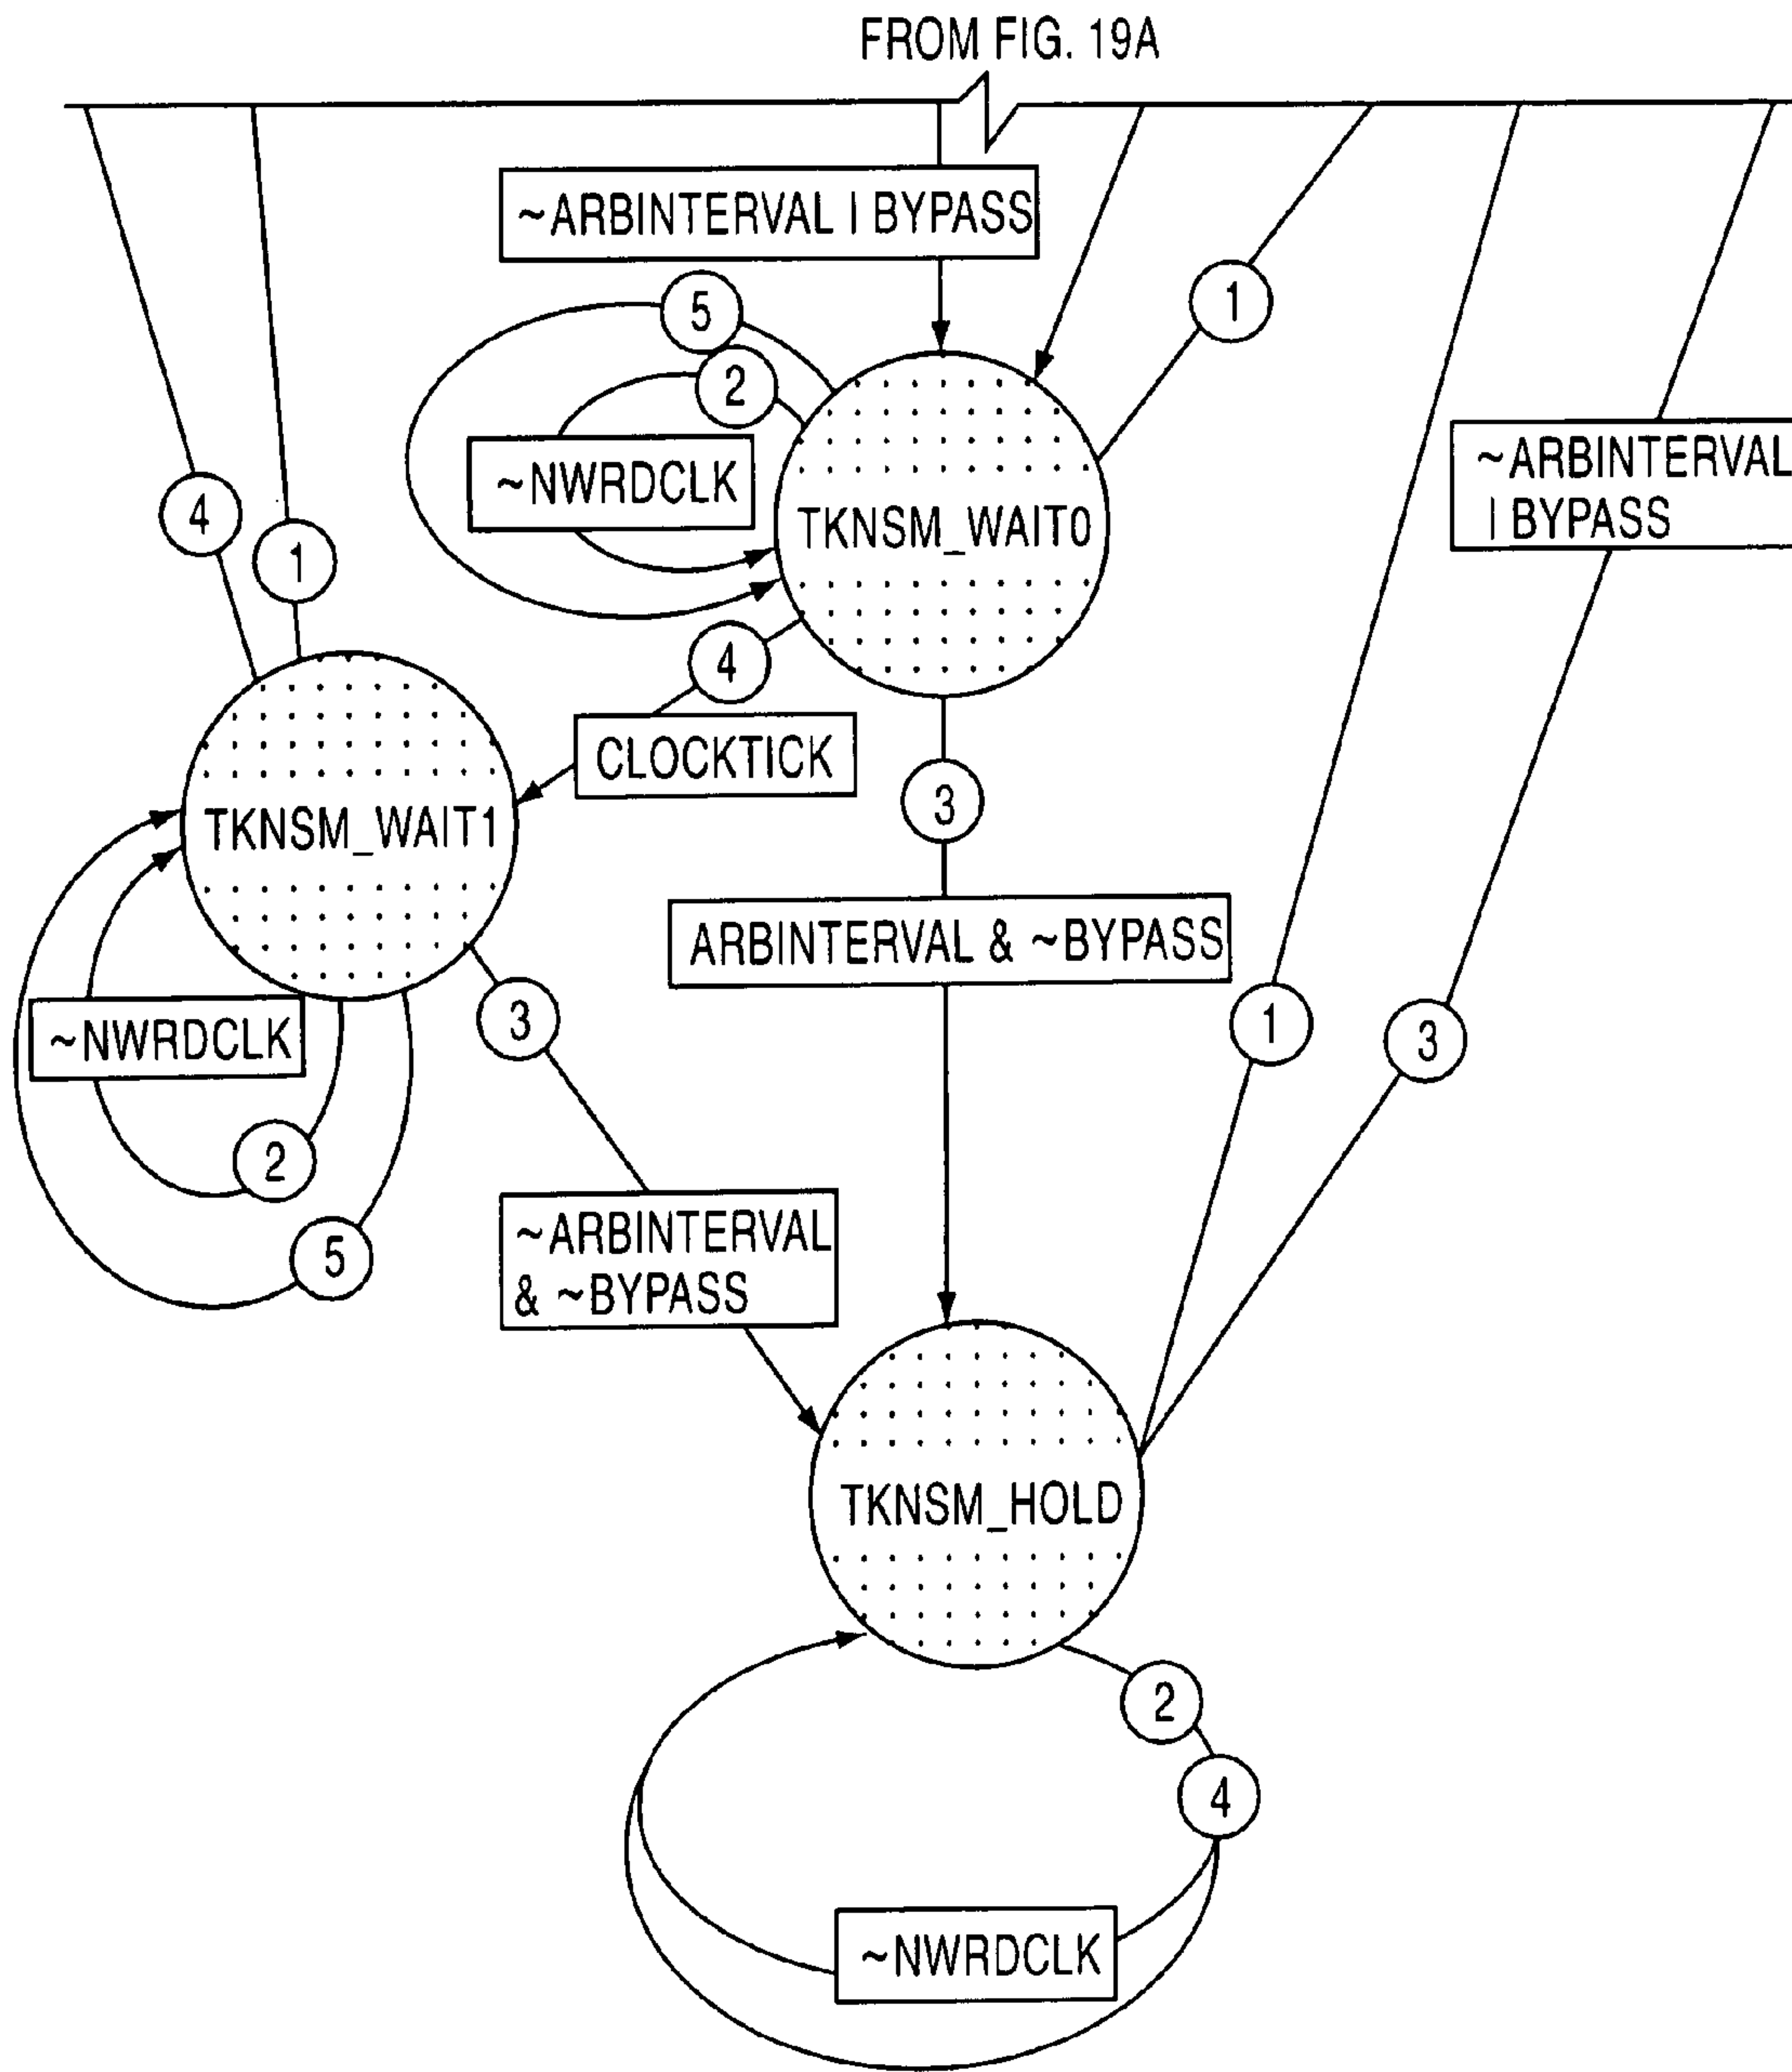 FROM FIG. 19A
~ARBINTERVAL | BYPASS
5
1
2
~NWRDCLK
~ARBINTERVAL
| BYPASS
4
TKNSM_WAIT0
1
4
CLOCKTICK
3
TKNSM_WAIT1
ARBINTERVAL & ~BYPASS
3
1
3
~NWRDCLK
2
~ARBINTERVAL
& ~BYPASS
5
TKNSM_HOLD
2
4
~NWRDCLK